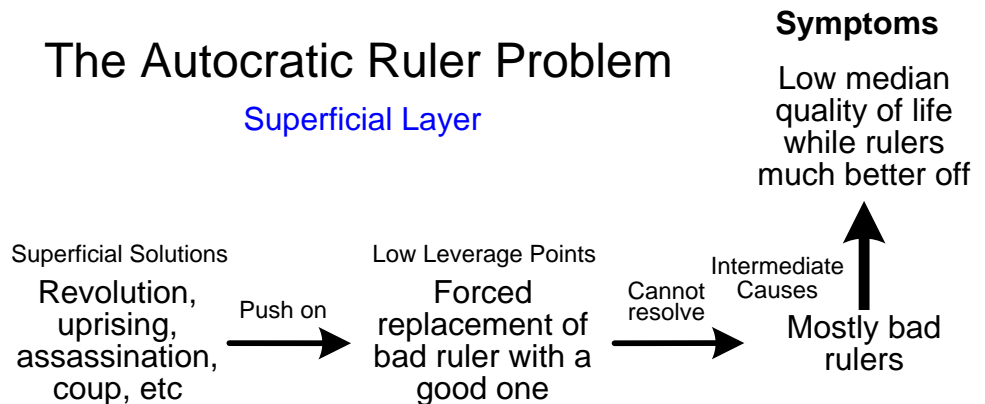 The Autocratic Ruler Problem
Superficial Layer
Symptoms
Low median
quality of life
while rulers
much better off
Superficial Solutions
Revolution,
uprising,
assassination,
coup, etc
Push on
Low Leverage Points
Forced
replacement of
bad ruler with a
good one
Cannot
resolve
Intermediate
Causes
Mostly bad
rulers